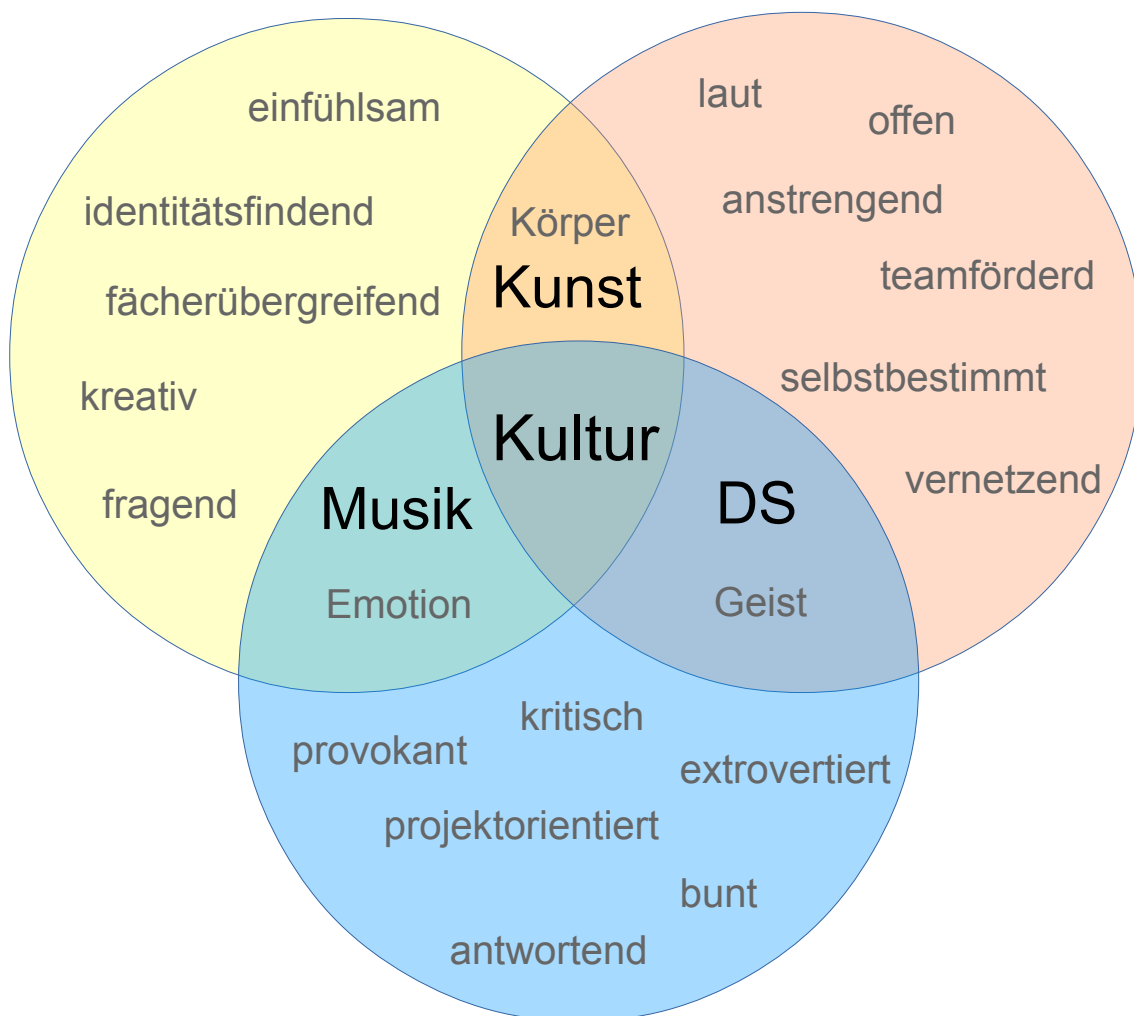 einfühlsam
identitätsfindend
fächerübergreifend
kreativ
fragend
laut
offen
anstrengend
teamförderd
selbstbestimmt
vernetzend
Körper
Kunst
Kultur
Musik
Emotion
DS
Geist
kritisch
provokant
extrovertiert
projektorientiert
bunt
antwortend